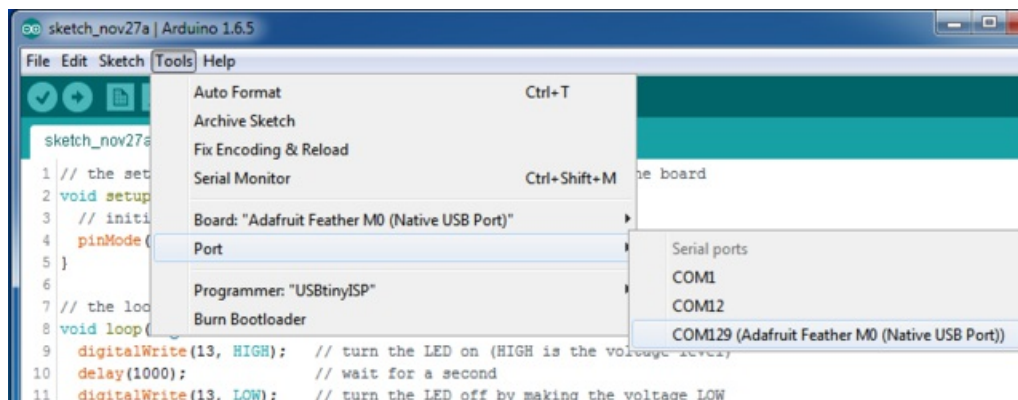 sketch_nov27a | Arduino 1.6.5
File Edit Sketch Tools Help
Auto Format Ctrl+T
Archive Sketch
sketch_nov27a
Fix Encoding & Reload
1 // the set he board
Serial Monitor Ctrl+Shift+M
2 void setup
3 // initi
Board: "Adafruit Feather M0 (Native USB Port)"
4 pinMode(
Port
Serial ports
5 }
COM1
6
Programmer: "USBtinyISP"
7 // the loo
COM12
Burn Bootloader
8 void loop(
COM129 (Adafruit Feather M0 (Native USB Port))
9 digitalWrite(13, HIGH); // turn the LED on (HIGH is the voltage level)
10 delay(1000); // wait for a second
11 digitalWrite(13, LOW); // turn the LED off by making the voltage LOW